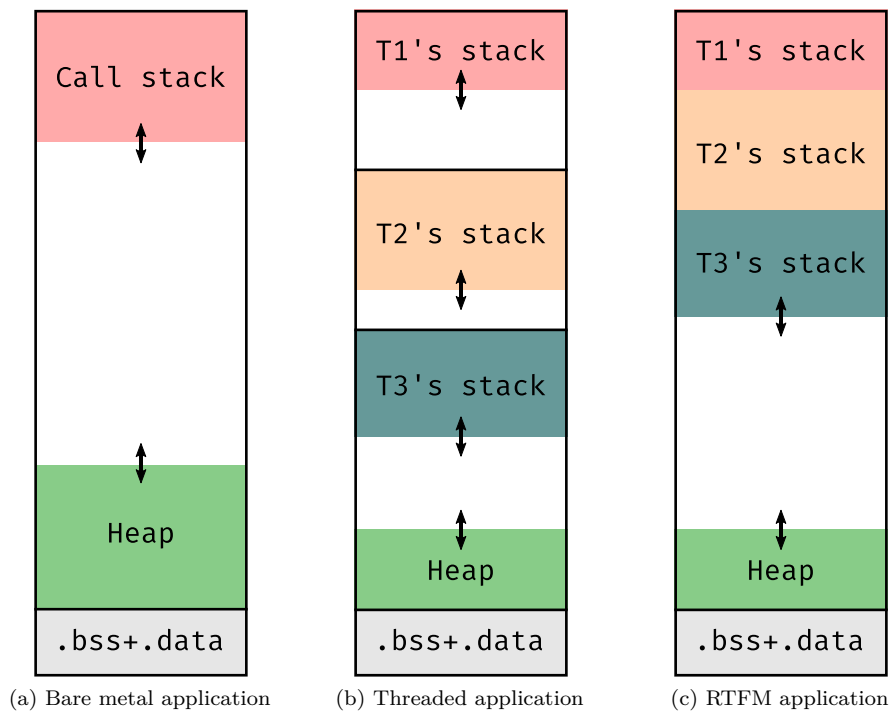 Call stack
Heap
.bss+.data
(a) Bare metal application
T1's stack
T2's stack
T3's stack
Heap
.bss+.data
(b) Threaded application
T1's stack
T2's stack
T3's stack
Heap
.bss+.data
(c) RTFM application